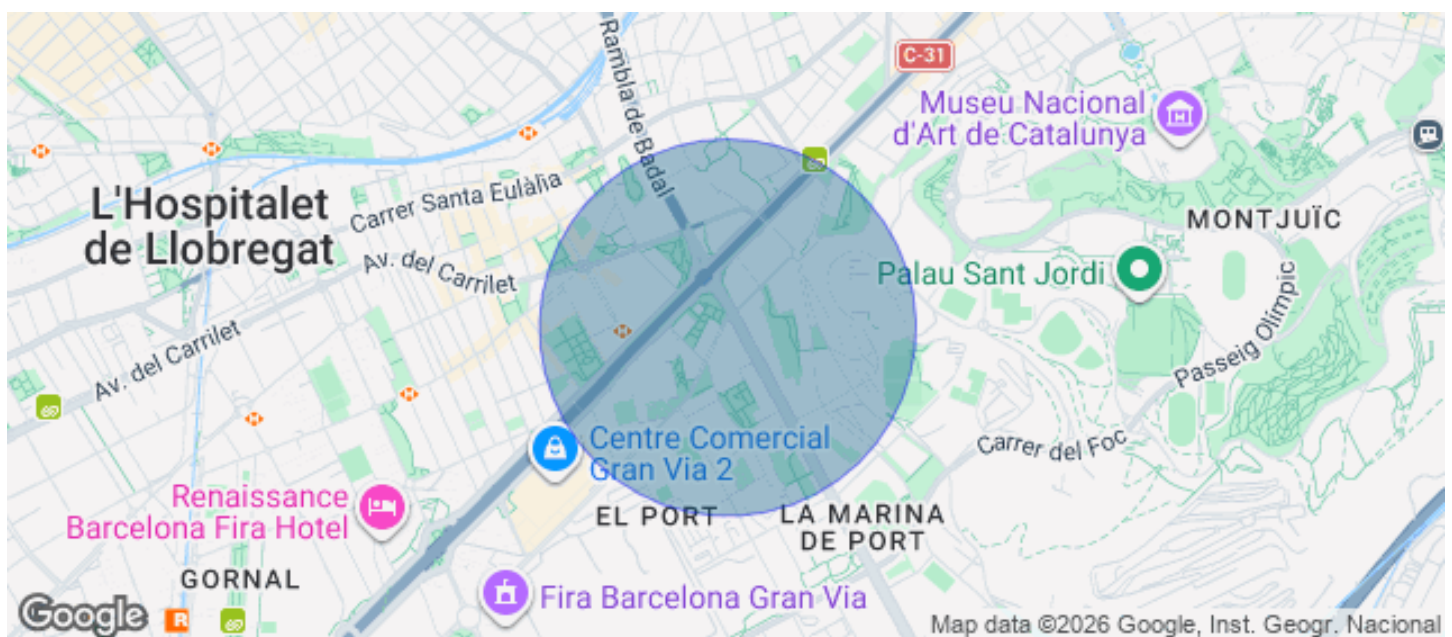 Rambla de Badal
C-31
Museu Nacional
d'Art de Catalunya
L'Hospitalet
de Llobregat
Carrer Santa Eulàlia
Av. del Carrilet
MONTJUÏC
Palau Sant Jordi
Av. del Carrilet
Passeig Olímpic
Centre Comercial
Gran Via 2
Carrer del Foc
Renaissance
Barcelona Fira Hotel
EL PORT
LA MARINA
DE PORT
GORNAL
Fira Barcelona Gran Via
Google
R
Map data ©2026 Google, Inst. Geogr. Nacional